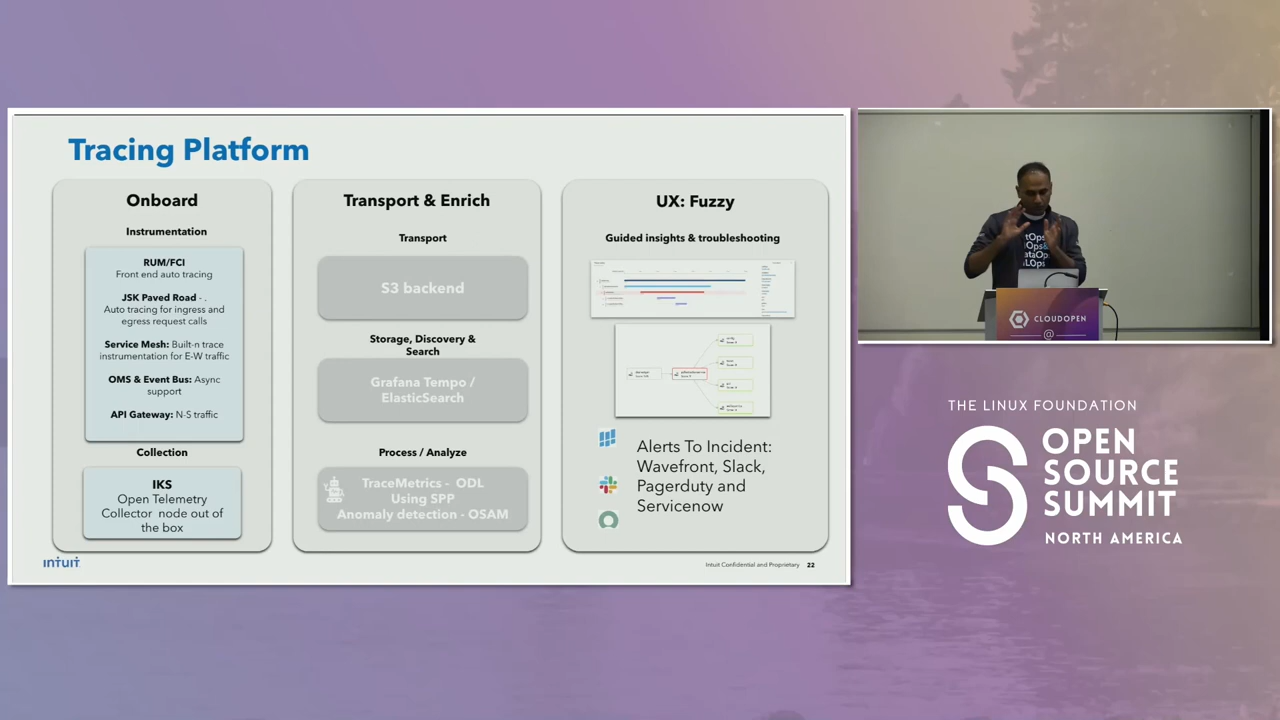 Tracing Platform
Onboard
Instrumentation
RUM/FCI
Front end auto tracing
JSK Paved Road - .
Auto tracing for ingress and
egress request calls
Service Mesh: Built-n trace
instrumentation for E-W traffic
OMS & Event Bus: Async
support
API Gateway: N-S traffic
Collection
IKS
Open Telemetry
Collector node out of
the box
Transport & Enrich
Transport
S3 backend
Storage, Discovery &
Search
Grafana Tempo /
ElasticSearch
Process / Analyze
TraceMetrics - ODL
Using SPP
Anomaly detection - OSAM
UX: Fuzzy
Guided insights & troubleshooting
Alerts To Incident:
Wavefront, Slack,
Pagerduty and
Servicenow
INTUIT
Intuit Confidential and Proprietary 22
CLOUDOPEN
@
THE LINUX FOUNDATION
OPEN
SOURCE
SUMMIT
NORTH AMERICA